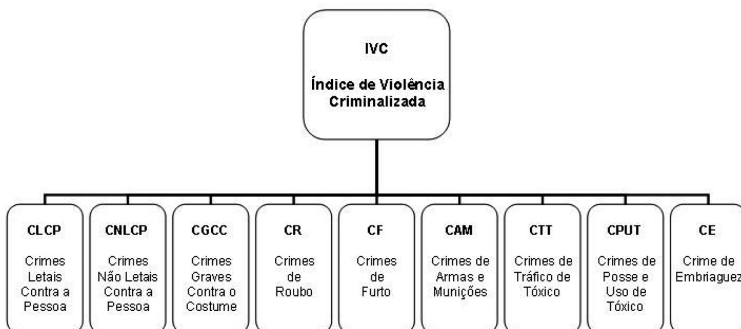 IVC
Índice de Violência
Criminalizada
CLCP
Crimes
Letais
Contra a
Pessoa
CNLCP
Crimes
Não Letais
Contra a
Pessoa
CGCC
Crimes
Graves
Contra o
Costume
CR
Crimes
de
Roubo
CF
Crimes
de
Furto
CAM
Crimes de
Armas e
Munições
CTT
Crimes de
Tráfico de
Tóxico
CPUT
Crimes de
Posse e
Uso de
Tóxico
CE
Crime de
Embriaguez